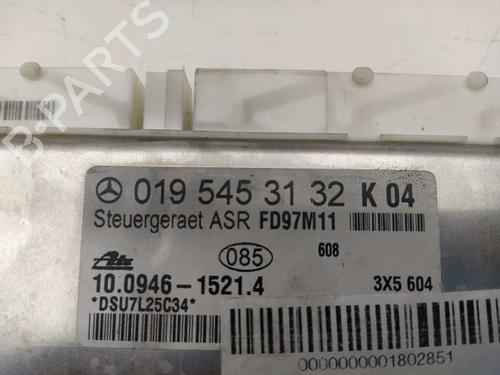 B-PARTS
019 545 31 32 K 04
Steuergeraet ASR FD97M11
085 608
Ate
10.0946-1521.4 3X5 604
*DSU7L25C34*
0000000001802851